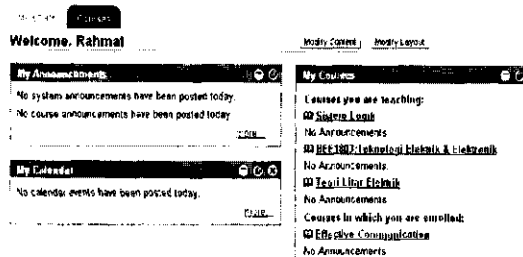 Courses
Welcome, Rahmat
Modify Content Modify Layout
My Announcements
No system announcements have been posted today.
No course announcements have been posted today
more...
My Calendar
No calendar events have been posted today.
more...
My Courses
Courses you are teaching:
Sistem Logik
No Announcements
Teknologi Elektrik & Elektronik
No Announcements.
Teori Litar Elektrik
No Announcements
Courses in which you are enrolled:
Effective Communication
No Announcements